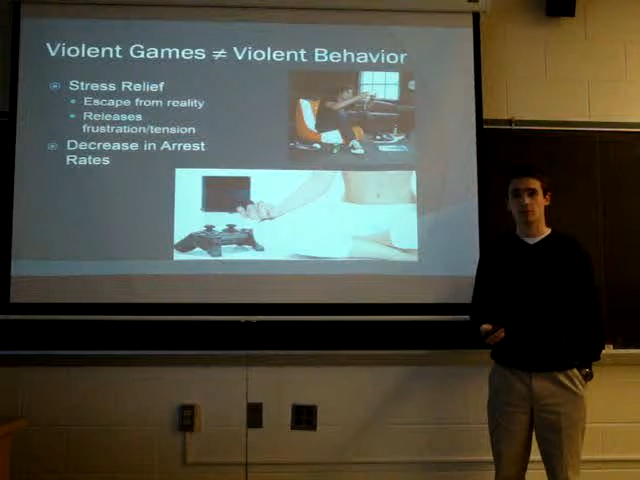 Violent Games ≠ Violent Behavior
Stress Relief
Escape from reality
Releases
frustration/tension
Decrease in Arrest
Rates